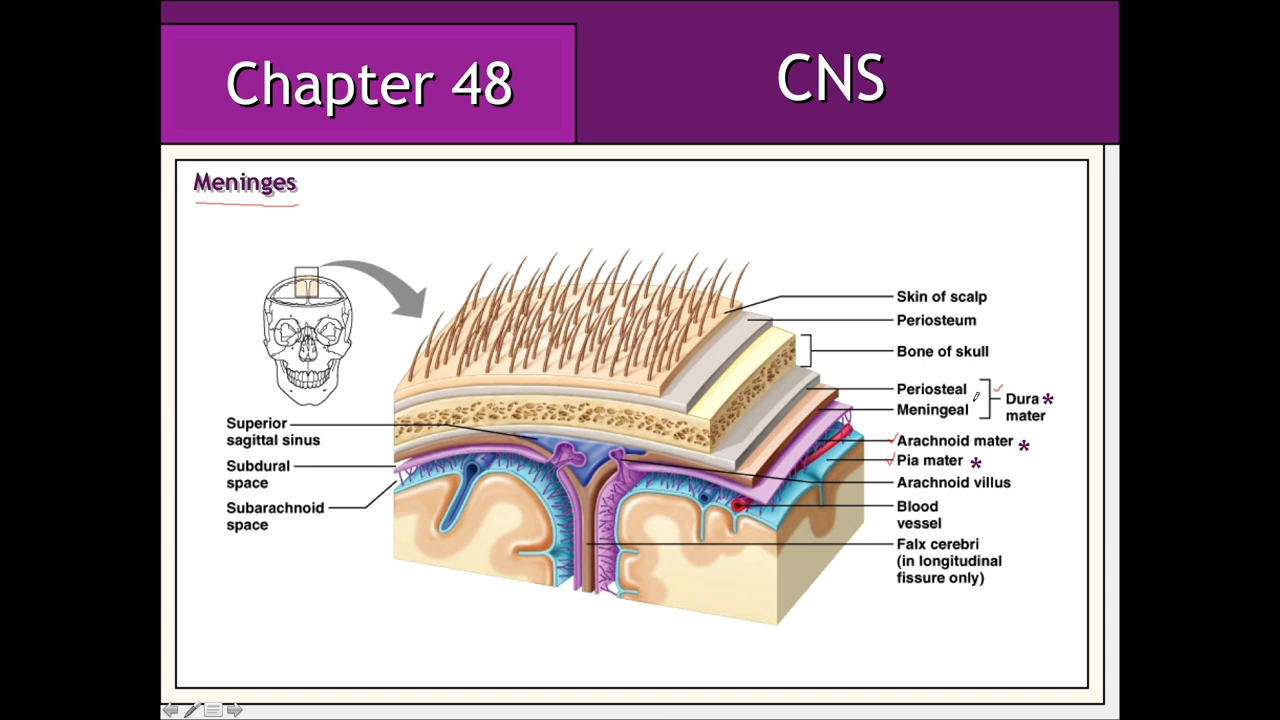 Chapter 48
CNS
Meninges
Skin of scalp
Periosteum
Bone of skull
Periosteal
Meningeal
Dura *
mater
Arachnoid mater *
Pia mater *
Arachnoid villus
Blood
vessel
Falx cerebri
(in longitudinal
fissure only)
Superior
sagittal sinus
Subdural
space
Subarachnoid
space